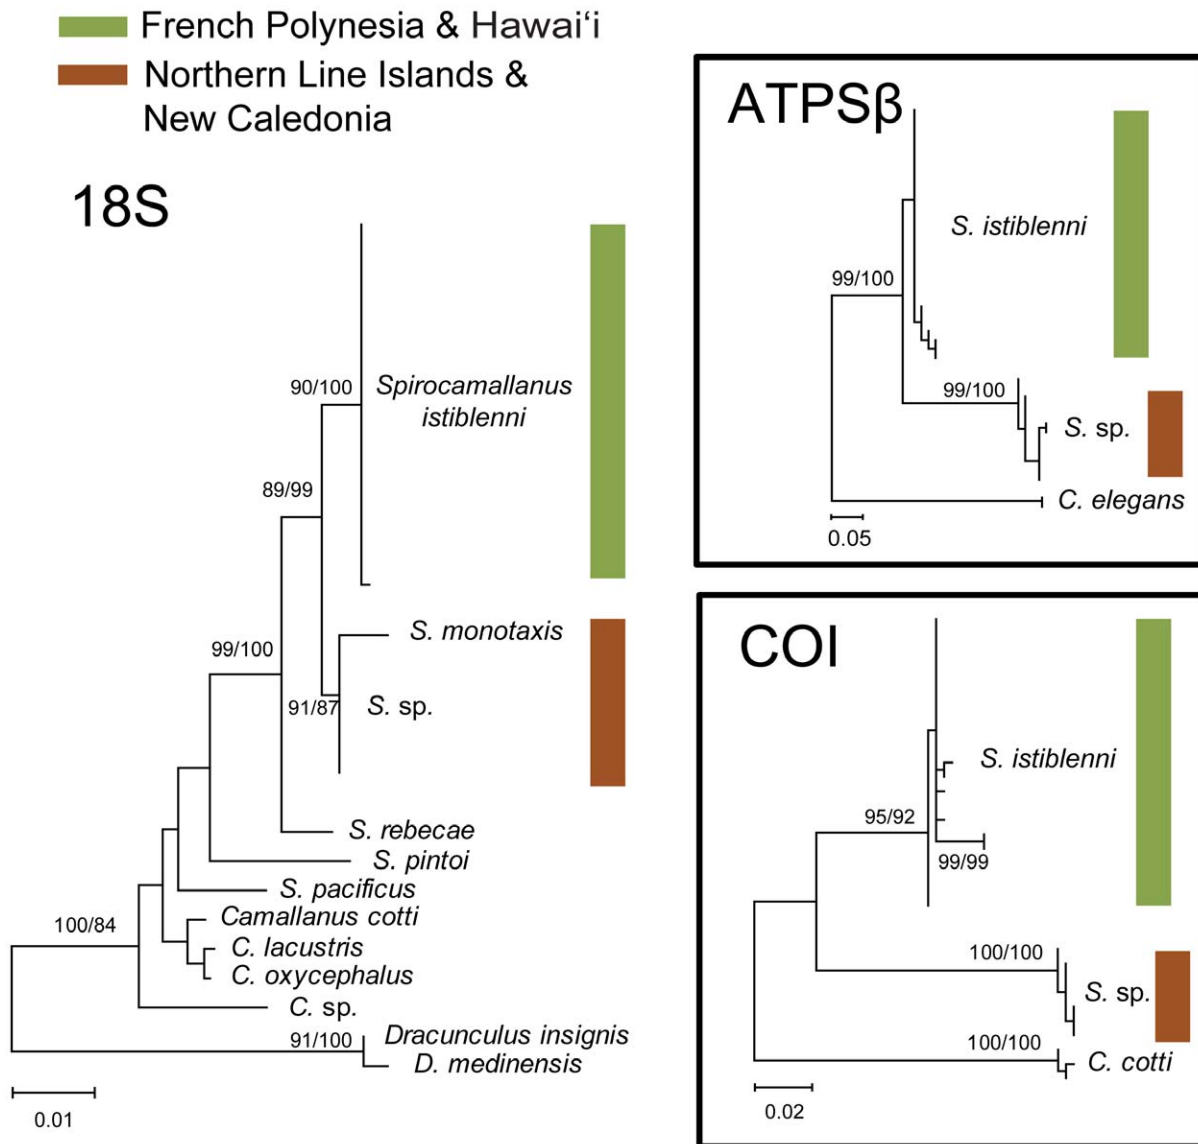 French Polynesia & Hawaiʻi
Northern Line Islands &
New Caledonia
18S
90/100
Spirocamallanus
istiblenni
89/99
S. monotaxis
99/100
91/87
S. sp.
S. rebecae
S. pintoi
S. pacificus
Camallanus cotti
100/84
C. lacustris
C. oxycephalus
C. sp.
91/100
Dracunculus insignis
D. medinensis
0.01
ATPSβ
S. istiblenni
99/100
99/100
S. sp.
C. elegans
0.05
COI
S. istiblenni
95/92
99/99
100/100
S. sp.
100/100
C. cotti
0.02